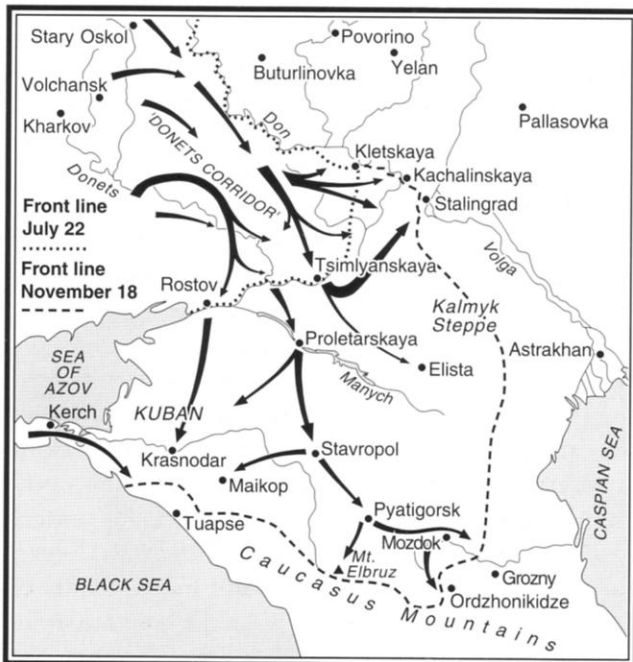 Stary Oskol
Povorino
Buturlinovka
Yelan
Volchansk
Kharkov
Pallasovka
Don
'DONETS CORRIDOR'
Kletskaya
Kachalinskaya
Donets
Stalingrad
Front line
July 22
Front line
November 18
Volga
Tsimlyanskaya
Rostov
Kalmyk
Steppe
Proletarskaya
Astrakhan
SEA
OF
AZOV
Elista
Manych
Kerch
KUBAN
Stavropol
Krasnodar
Maikop
CASPIAN SEA
Pyatigorsk
Tuapse
Mozdok
Mt.
Elbruz
Grozny
Ordzhonikidze
BLACK SEA
Caucasus Mountains